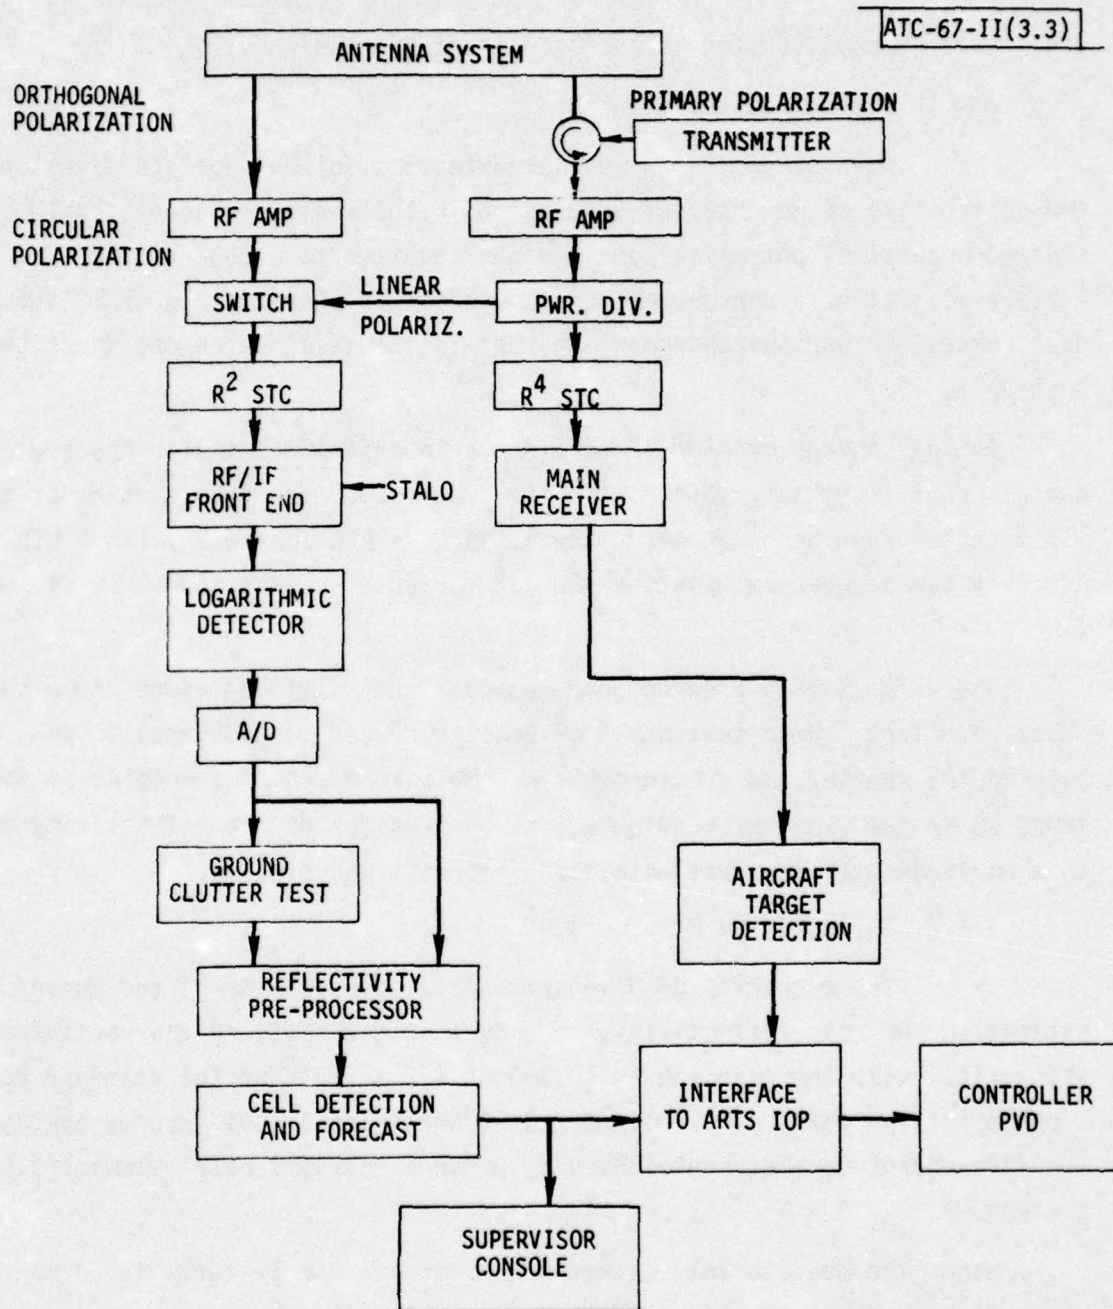 ATC-67-II(3.3)
ANTENNA SYSTEM
ORTHOGONAL
POLARIZATION
PRIMARY POLARIZATION
TRANSMITTER
RF AMP
RF AMP
CIRCULAR
POLARIZATION
SWITCH
LINEAR
POLARIZ.
PWR. DIV.
R² STC
R⁴ STC
RF/IF
FRONT END
STALO
MAIN
RECEIVER
LOGARITHMIC
DETECTOR
A/D
GROUND
CLUTTER TEST
AIRCRAFT
TARGET
DETECTION
REFLECTIVITY
PRE-PROCESSOR
CELL DETECTION
AND FORECAST
INTERFACE
TO ARTS IOP
CONTROLLER
PVD
SUPERVISOR
CONSOLE